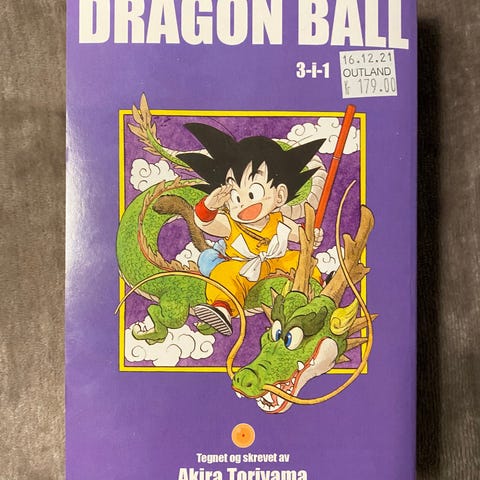 DRAGON BALL
3-i-1
16.12.21
OUTLAND
Kr 179.00
Tegnet og skrevet av
Akira Toriyama